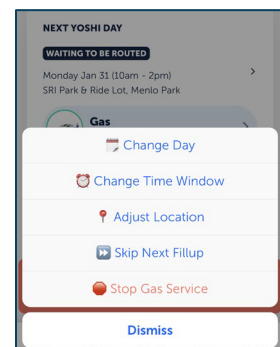 NEXT YOSHI DAY
WAITING TO BE ROUTED
Monday Jan 31 (10am - 2pm)
SRI Park & Ride Lot, Menlo Park
Gas
Change Day
Change Time Window
Adjust Location
Skip Next Fillup
Stop Gas Service
Dismiss